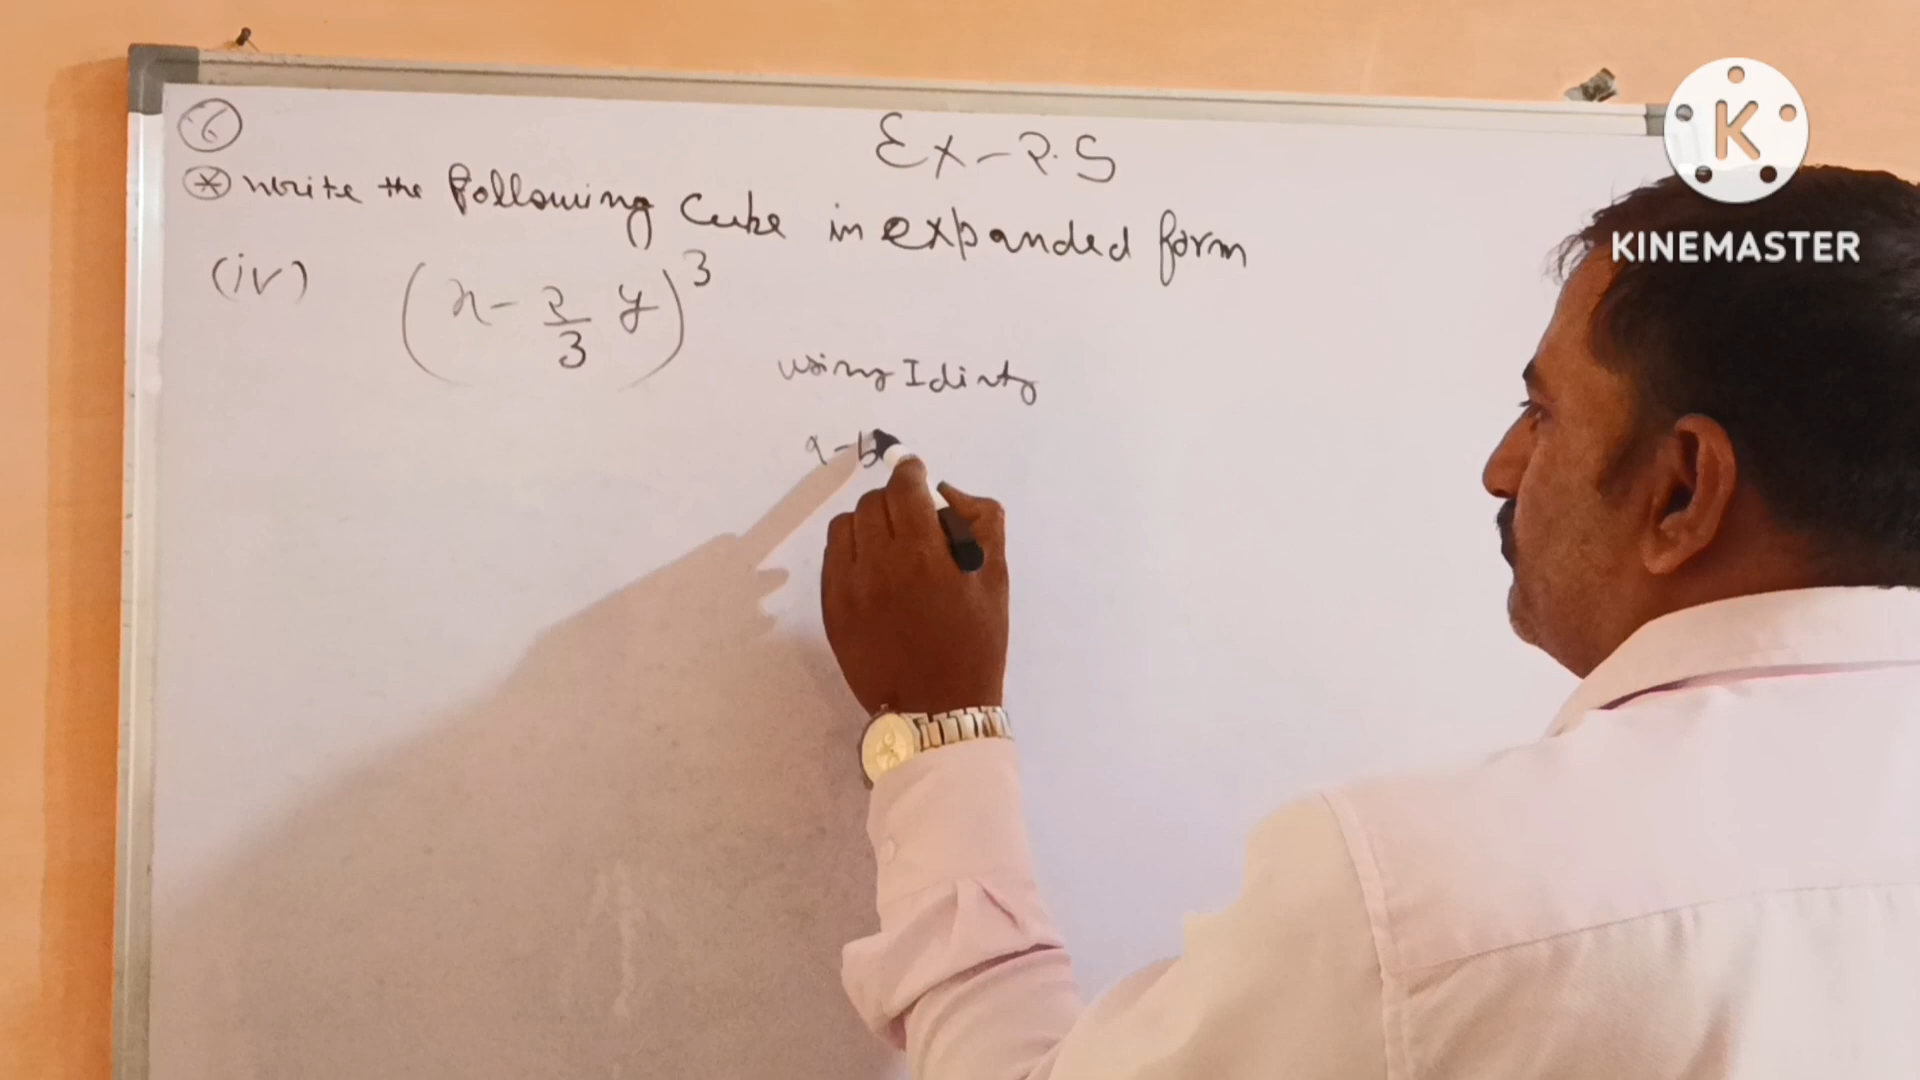 6
Ex-2.5
* write the following Cube in expanded form
(iv) (x - 2/3 y)^3
using Idinty
a-b
K
KINEMASTER